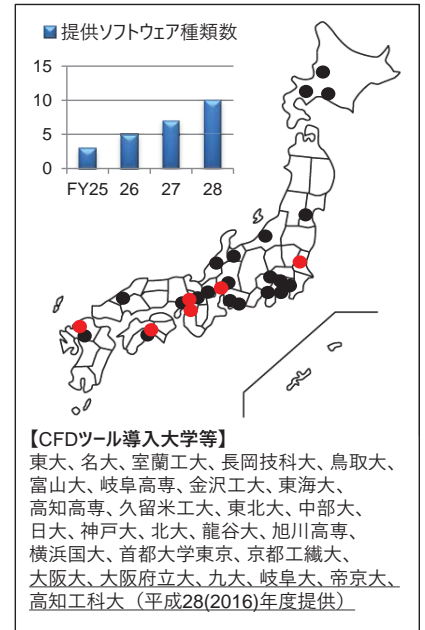 提供ソフトウェア種類数
15
10
5
0
FY25 26 27 28
【CFDツール導入大学等】
東大、名大、室蘭工大、長岡技科大、鳥取大、
富山大、岐阜高専、金沢工大、東海大、
高知高専、久留米工大、東北大、中部大、
日大、神戸大、北大、龍谷大、旭川高専、
横浜国大、首都大学東京、京都工繊大、
大阪大、大阪府立大、九大、岐阜大、帝京大、
高知工科大（平成28(2016)年度提供）